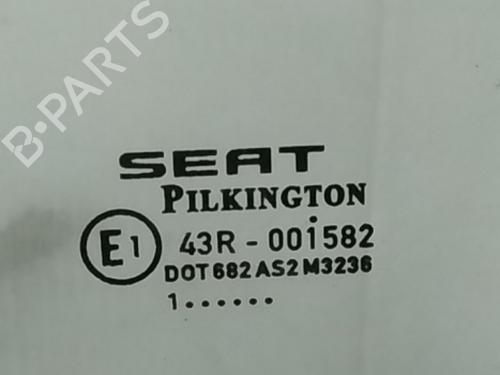 B-PARTS
SEAT
PILKINGTON
E1 43R - 001582
DOT 682 AS2 M3236
1••••••